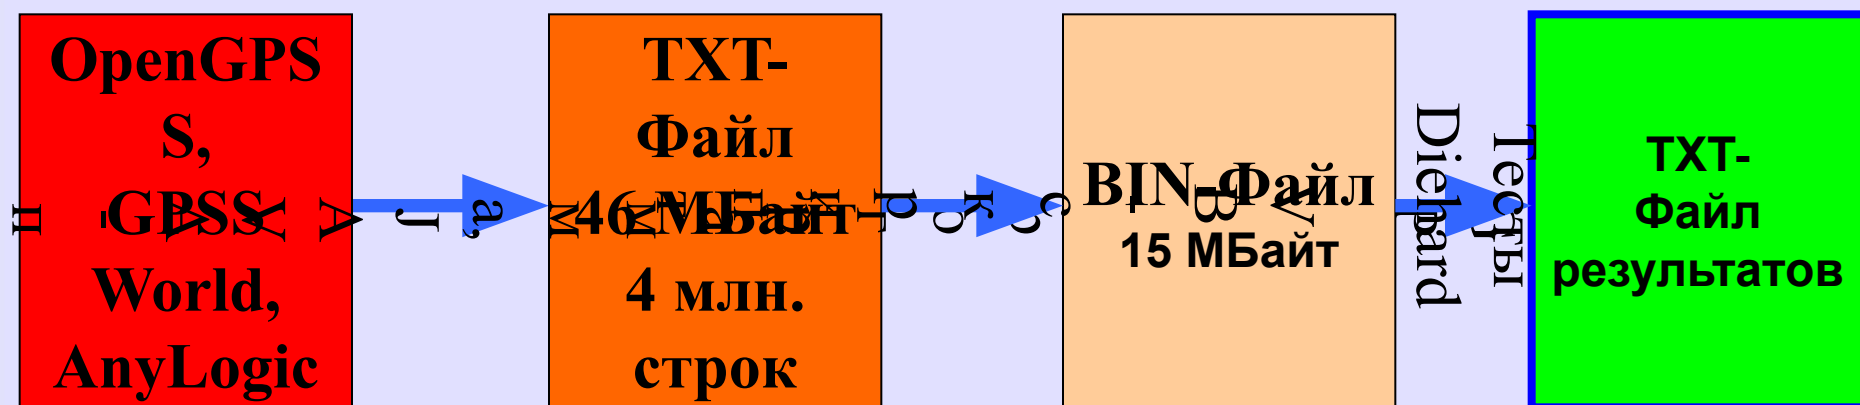 OpenGPS
S,
GPSS
World,
AnyLogic
TXT-
Файл
46 МБайт
4 млн.
строк
BIN-Файл
15 МБайт
Тесты
Diehard
TXT-
Файл
результатов